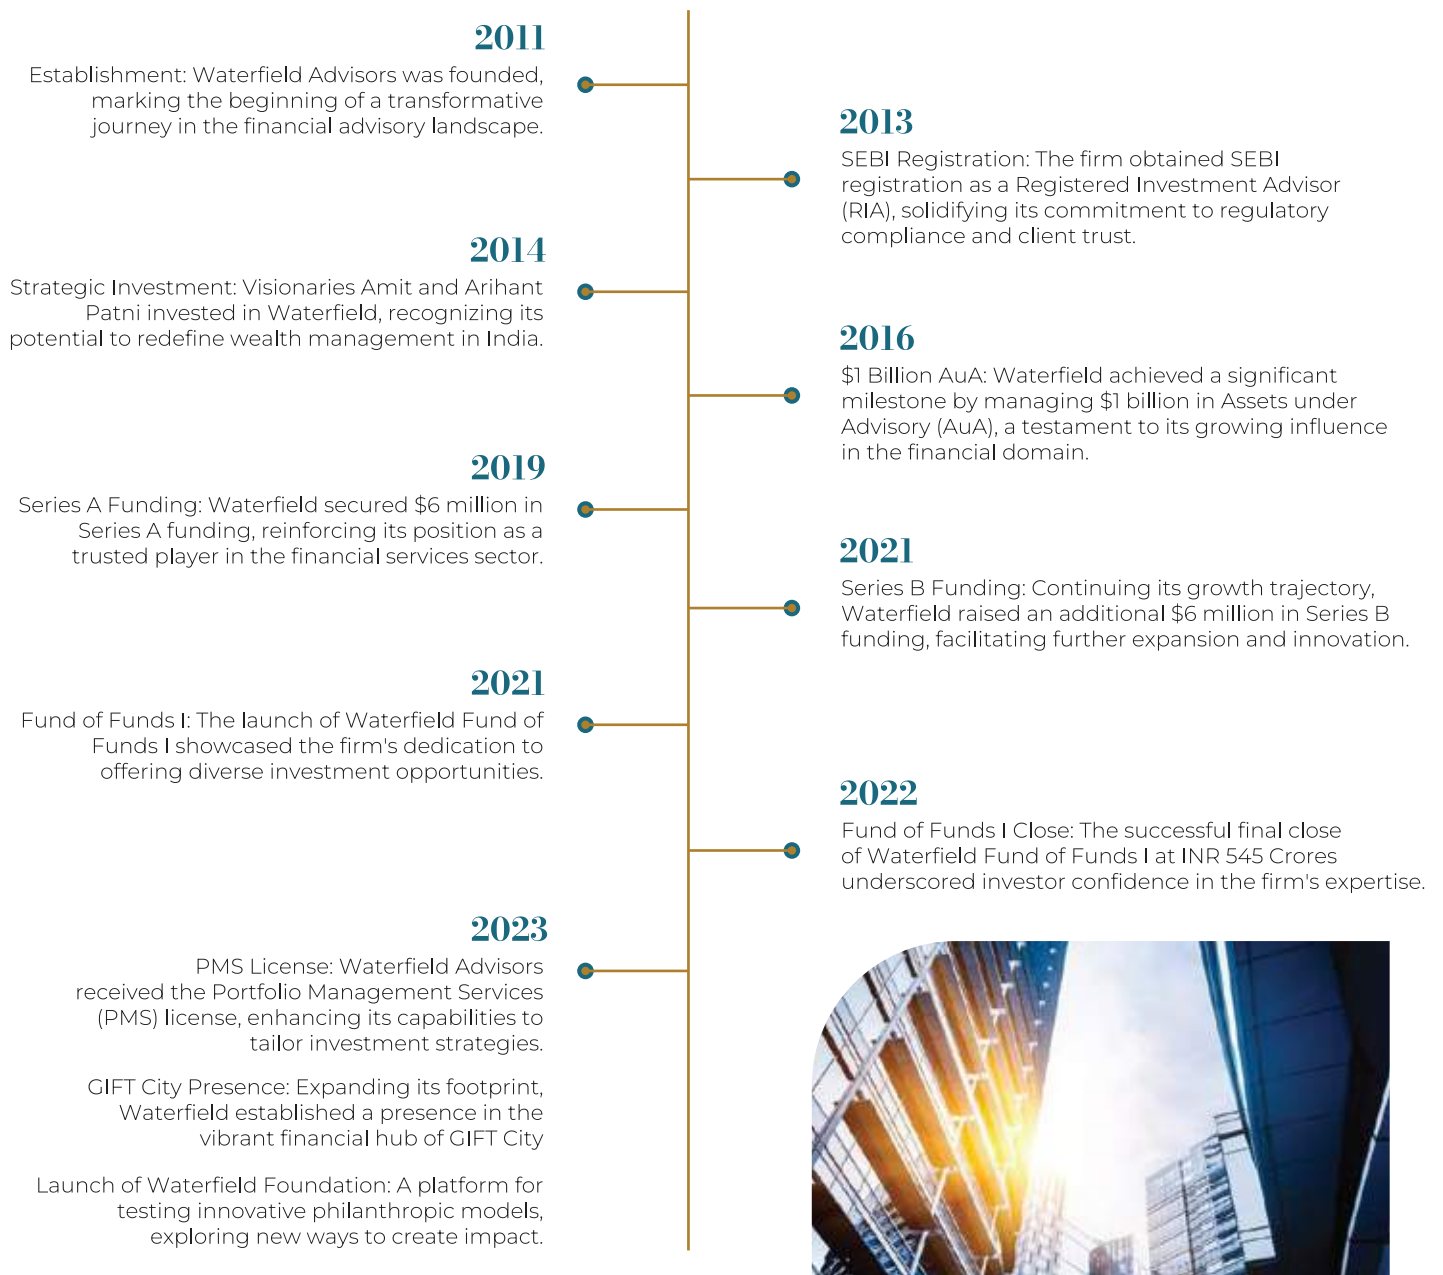 2011
Establishment: Waterfield Advisors was founded,
marking the beginning of a transformative
journey in the financial advisory landscape.
2013
SEBI Registration: The firm obtained SEBI
registration as a Registered Investment Advisor
(RIA), solidifying its commitment to regulatory
compliance and client trust.
2014
Strategic Investment: Visionaries Amit and Arihant
Patni invested in Waterfield, recognizing its
potential to redefine wealth management in India.
2016
$1 Billion AuA: Waterfield achieved a significant
milestone by managing $1 billion in Assets under
Advisory (AuA), a testament to its growing influence
in the financial domain.
2019
Series A Funding: Waterfield secured $6 million in
Series A funding, reinforcing its position as a
trusted player in the financial services sector.
2021
Series B Funding: Continuing its growth trajectory,
Waterfield raised an additional $6 million in Series B
funding, facilitating further expansion and innovation.
2021
Fund of Funds I: The launch of Waterfield Fund of
Funds I showcased the firm's dedication to
offering diverse investment opportunities.
2022
Fund of Funds I Close: The successful final close
of Waterfield Fund of Funds I at INR 545 Crores
underscored investor confidence in the firm's expertise.
2023
PMS License: Waterfield Advisors
received the Portfolio Management Services
(PMS) license, enhancing its capabilities to
tailor investment strategies.
GIFT City Presence: Expanding its footprint,
Waterfield established a presence in the
vibrant financial hub of GIFT City
Launch of Waterfield Foundation: A platform for
testing innovative philanthropic models,
exploring new ways to create impact.